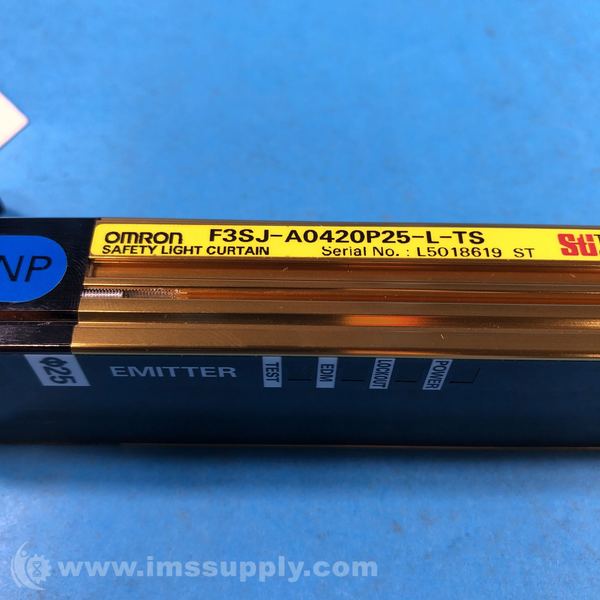 OMRON F3SJ-A0420P25-L-TS
SAFETY LIGHT CURTAIN Serial No.: L5018619 ST
STI
NP
Φ25 EMITTER TEST EDM LOCKOUT POWER
www.imssupply.com